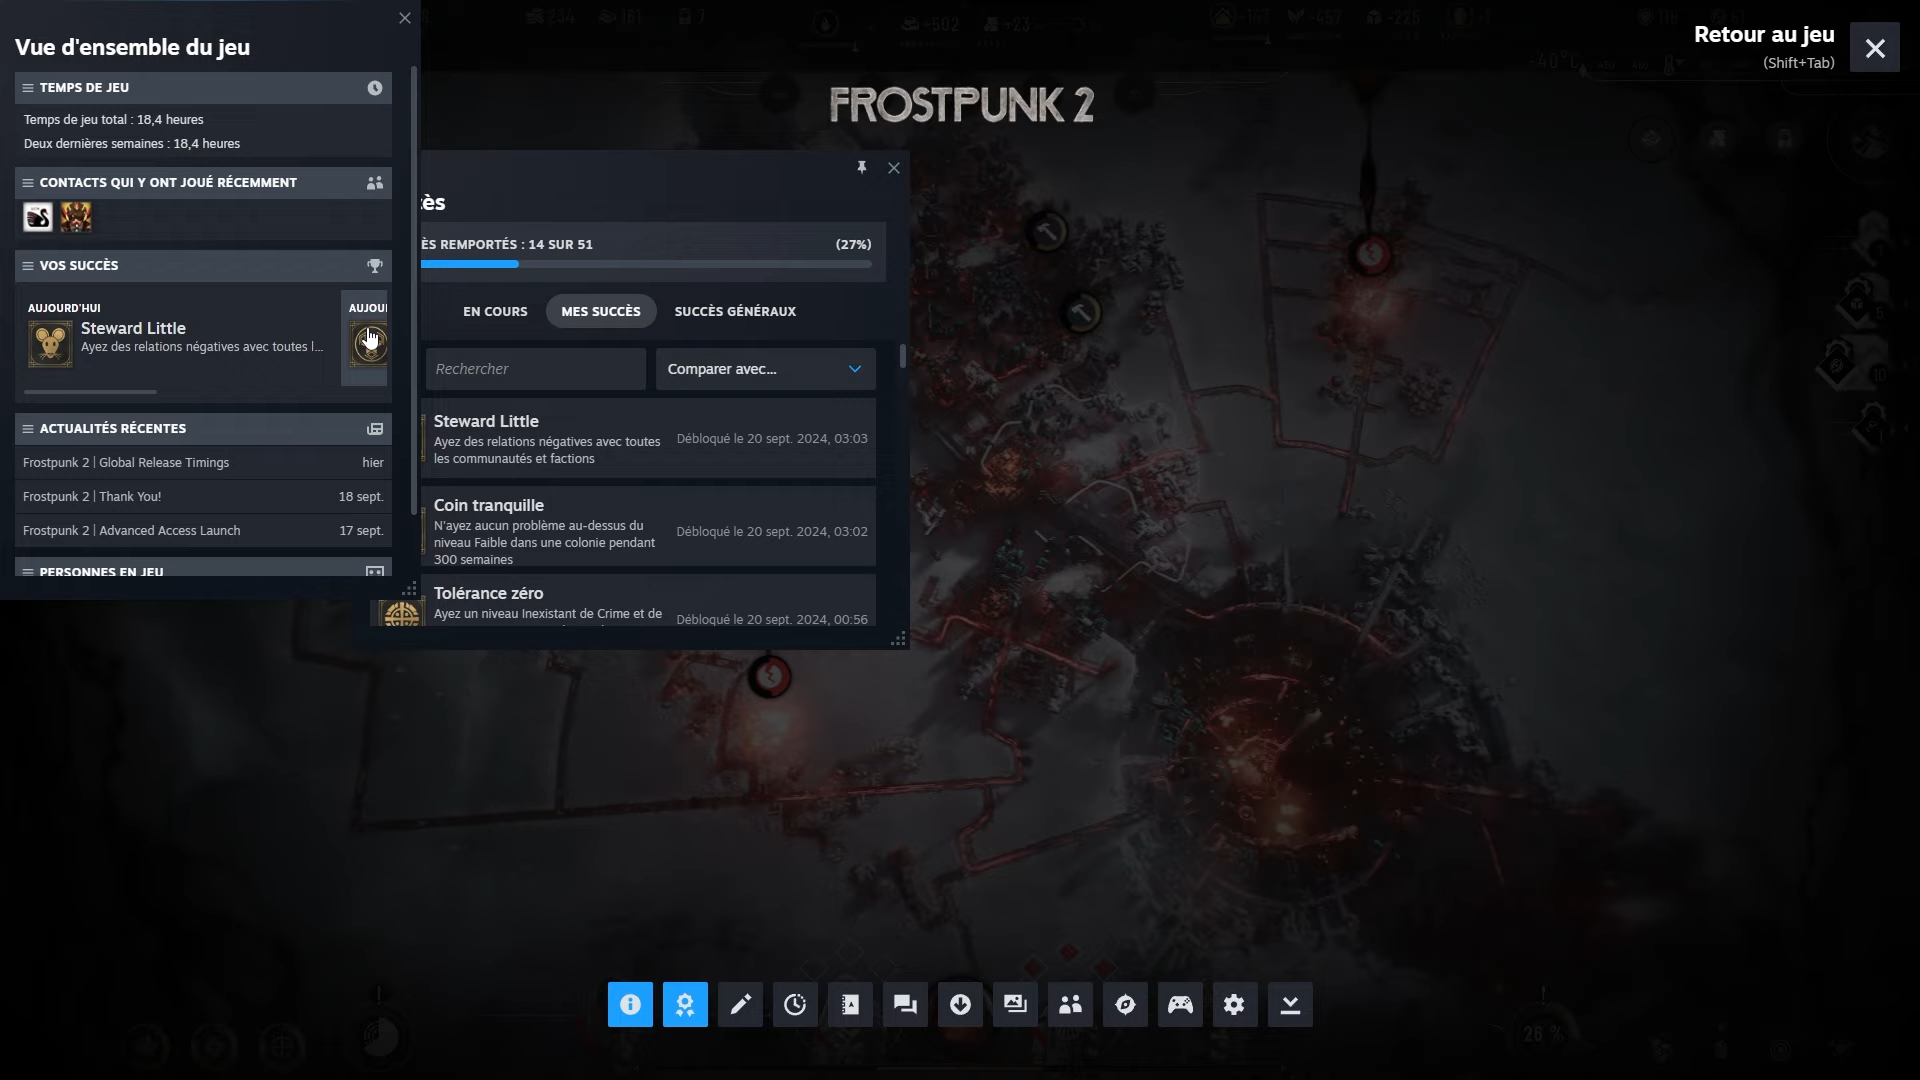 Vue d'ensemble du jeu
TEMPS DE JEU
Temps de jeu total : 18,4 heures
Deux dernières semaines : 18,4 heures
CONTACTS QUI Y ONT JOUÉ RÉCEMMENT
VOS SUCCÈS
AUJOURD'HUI
Steward Little
Ayez des relations négatives avec toutes l...
AUJOU
ACTUALITÉS RÉCENTES
Frostpunk 2 | Global Release Timings hier
Frostpunk 2 | Thank You! 18 sept.
Frostpunk 2 | Advanced Access Launch 17 sept.
PERSONNES EN JEU
FROSTPUNK 2
Retour au jeu
(Shift+Tab)
ès
ÈS REMPORTÉS : 14 SUR 51 (27%)
EN COURS MES SUCCÈS SUCCÈS GÉNÉRAUX
Rechercher Comparer avec...
Steward Little
Ayez des relations négatives avec toutes
les communautés et factions
Débloqué le 20 sept. 2024, 03:03
Coin tranquille
N'ayez aucun problème au-dessus du
niveau Faible dans une colonie pendant
300 semaines
Débloqué le 20 sept. 2024, 03:02
Tolérance zéro
Ayez un niveau Inexistant de Crime et de
Débloqué le 20 sept. 2024, 00:56
26 %